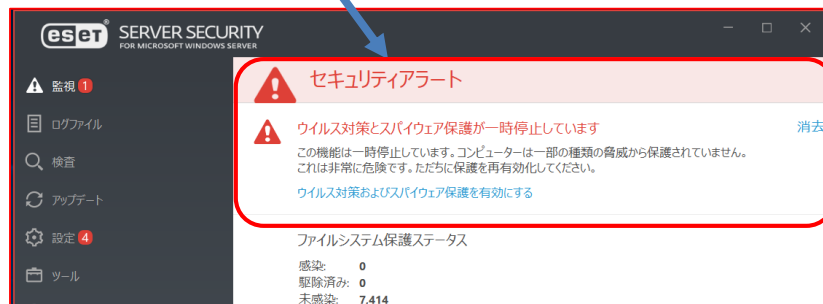 eseT® SERVER SECURITY
FOR MICROSOFT WINDOWS SERVER
監視 1
セキュリティアラート
ログファイル
ウイルス対策とスパイウェア保護が一時停止しています 消去
検査
この機能は一時停止しています。コンピューターは一部の種類の脅威から保護されていません。
これは非常に危険です。ただちに保護を再有効化してください。
アップデート
ウイルス対策およびスパイウェア保護を有効にする
設定 4
ファイルシステム保護ステータス
ツール
感染: 0
駆除済み: 0
未感染: 7,414